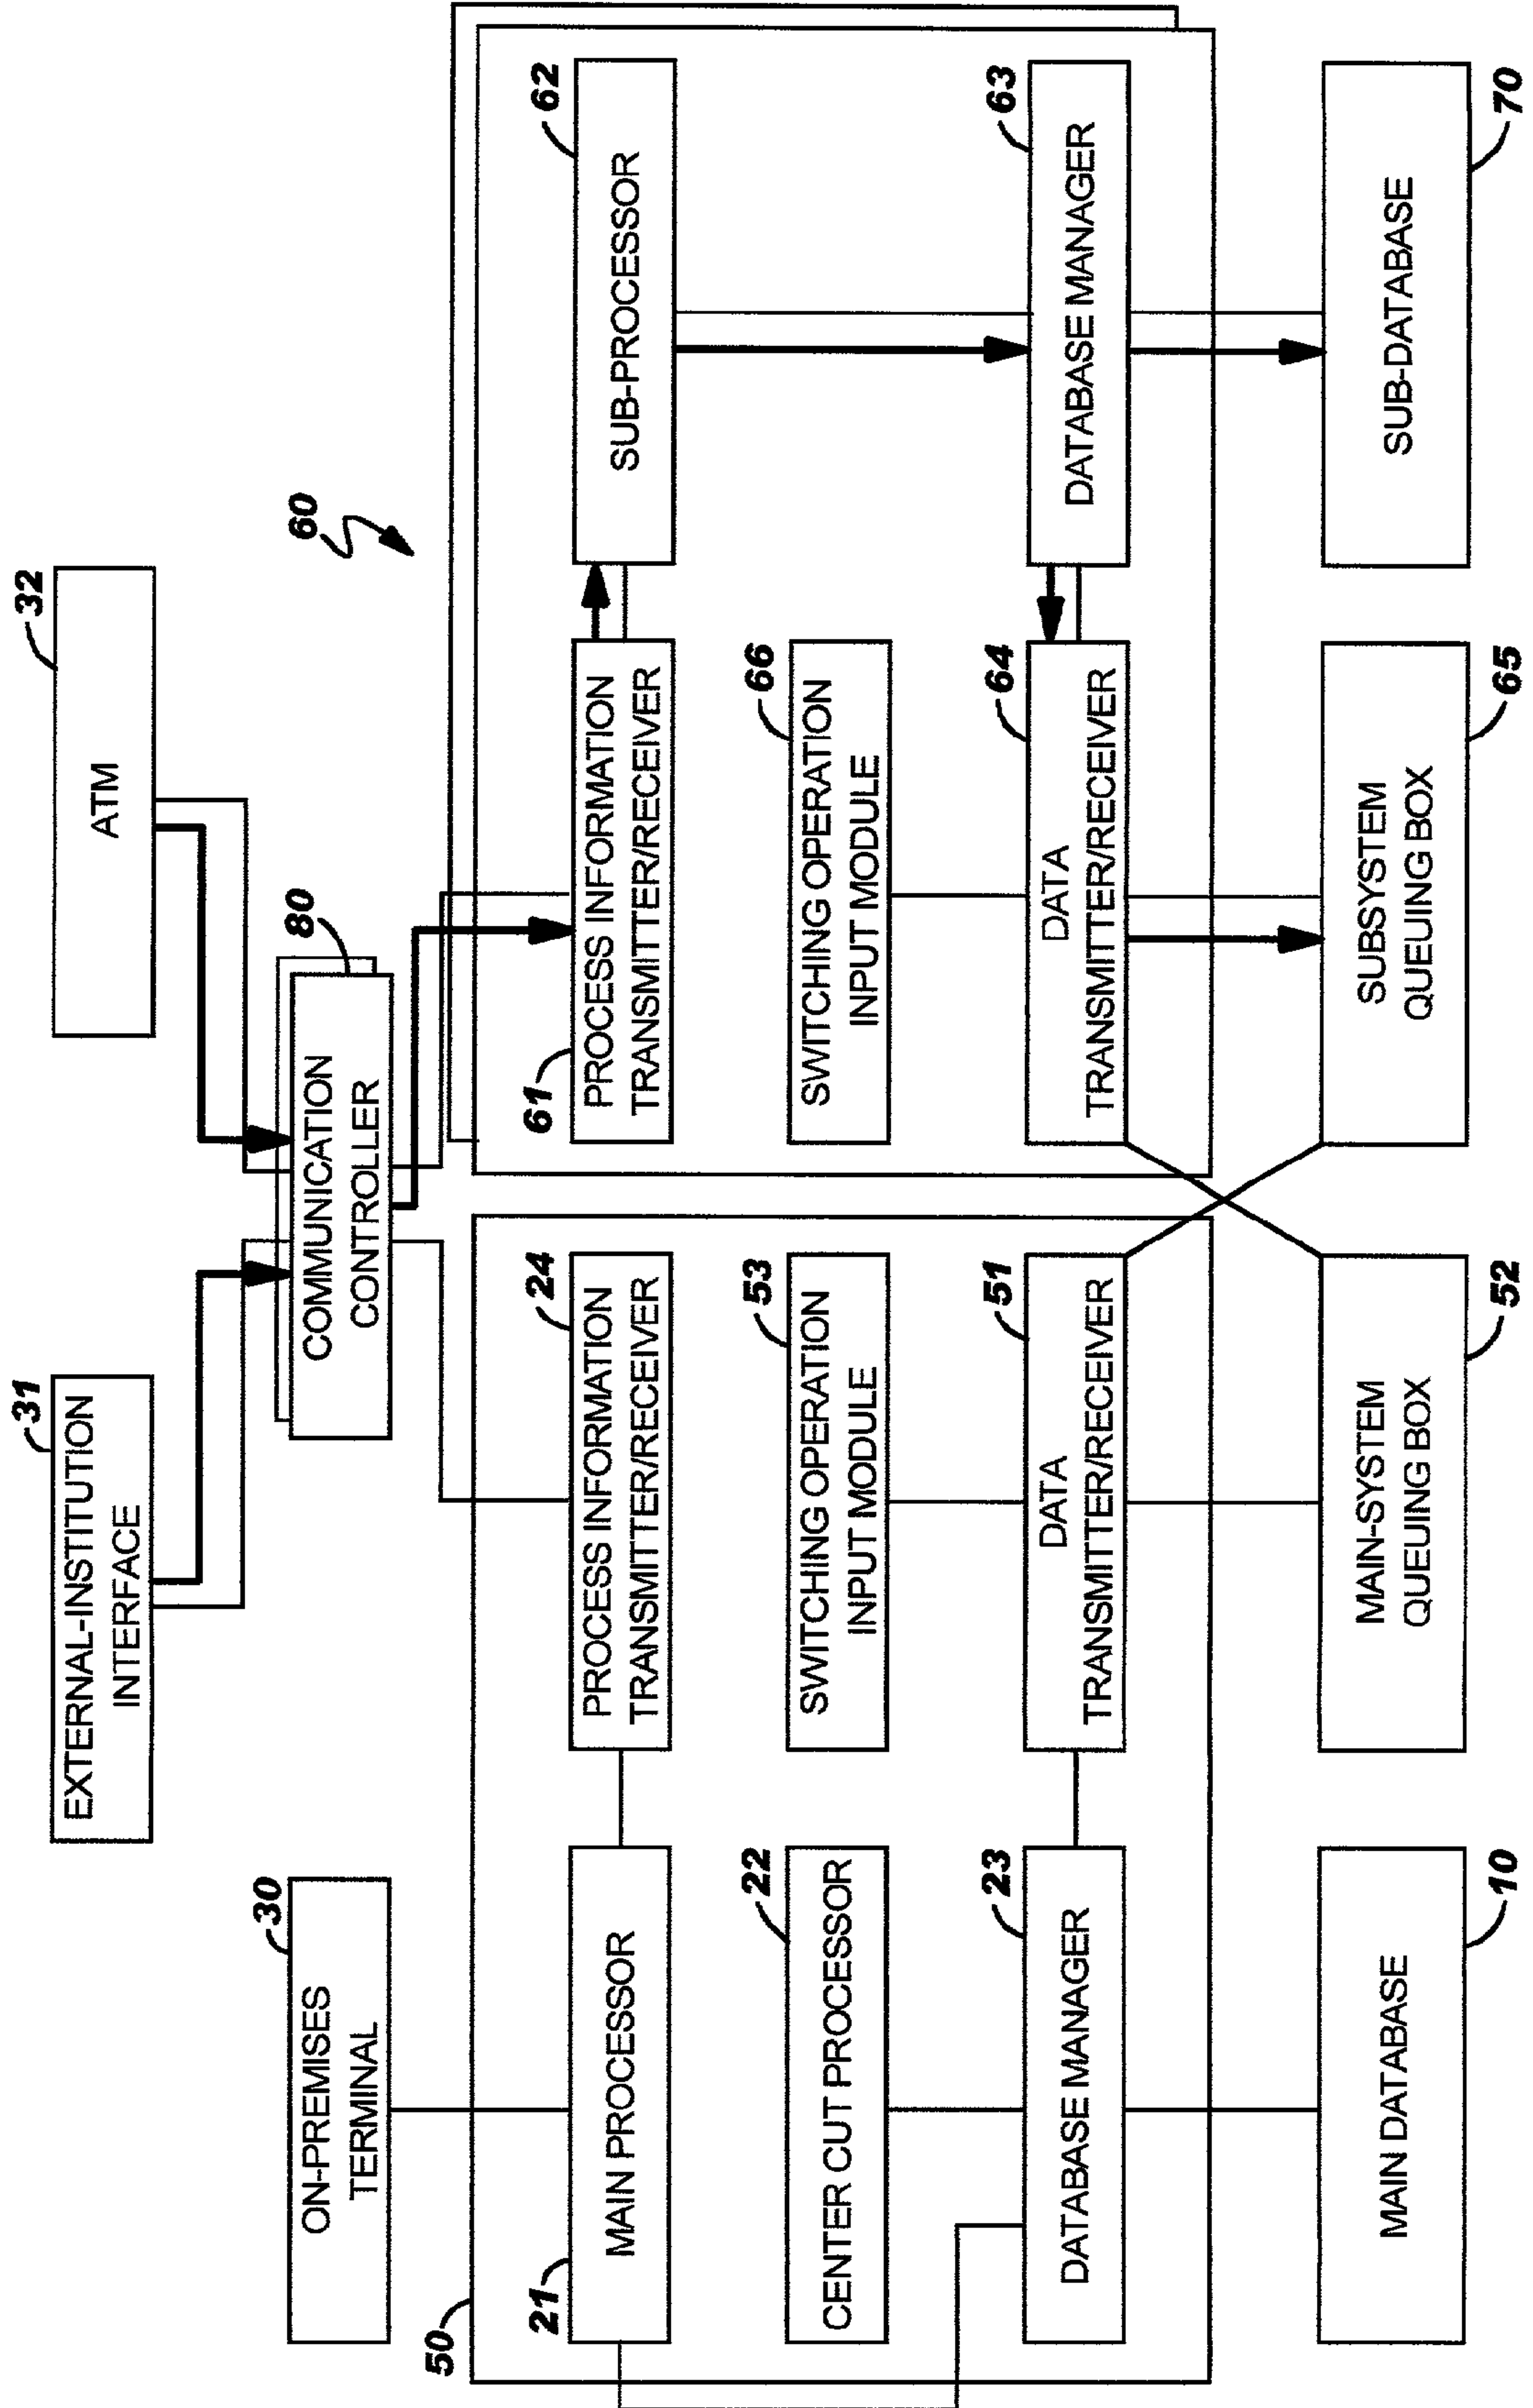 31
EXTERNAL-INSTITUTION
INTERFACE
32
ATM
30
ON-PREMISES
TERMINAL
80
COMMUNICATION
CONTROLLER
60
50
21
MAIN PROCESSOR
24
PROCESS INFORMATION
TRANSMITTER/RECEIVER
61
PROCESS INFORMATION
TRANSMITTER/RECEIVER
62
SUB-PROCESSOR
22
CENTER CUT PROCESSOR
53
SWITCHING OPERATION
INPUT MODULE
66
SWITCHING OPERATION
INPUT MODULE
23
DATABASE MANAGER
51
DATA
TRANSMITTER/RECEIVER
64
DATA
TRANSMITTER/RECEIVER
63
DATABASE MANAGER
MAIN DATABASE
10
MAIN-SYSTEM
QUEUING BOX
52
SUBSYSTEM
QUEUING BOX
65
SUB-DATABASE
70